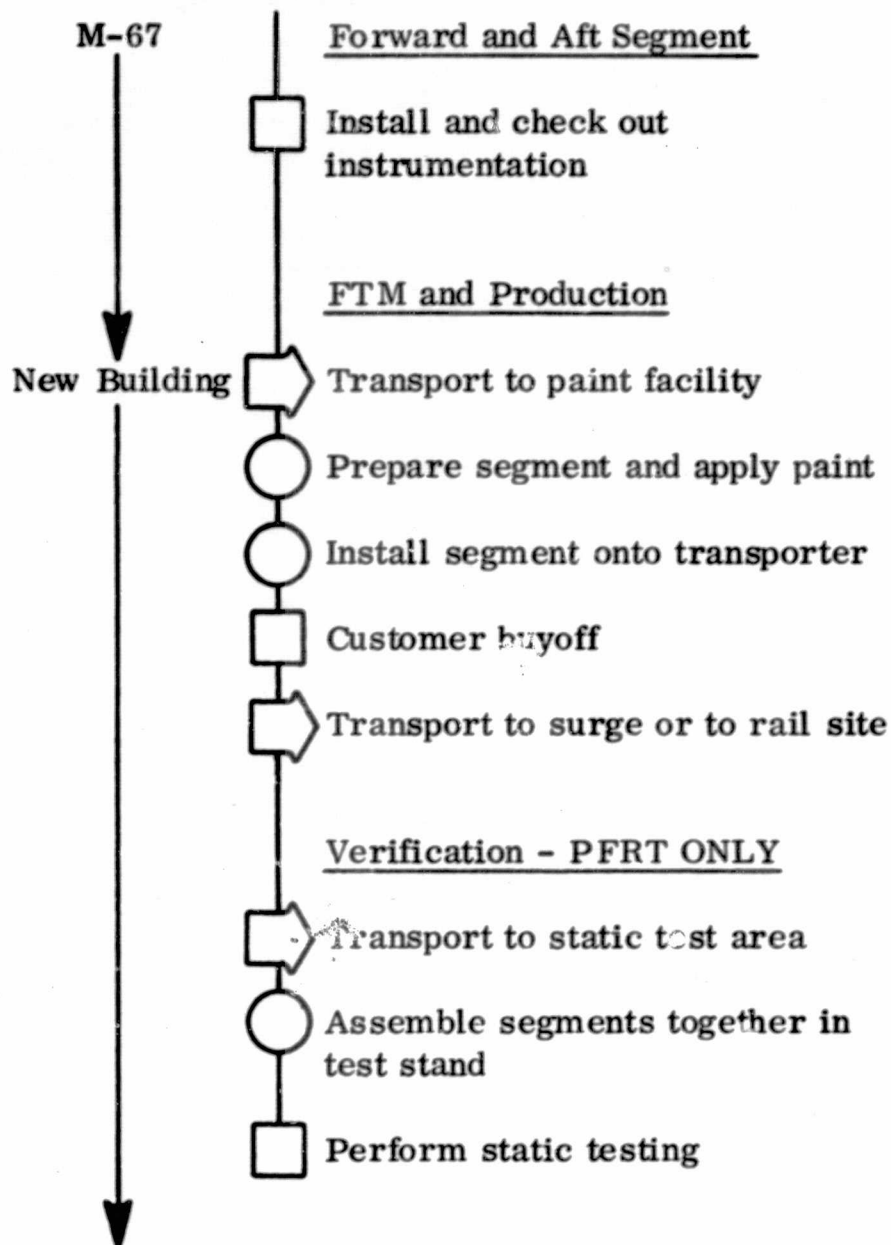 M-67
Forward and Aft Segment
Install and check out
instrumentation
FTM and Production
New Building
Transport to paint facility
Prepare segment and apply paint
Install segment onto transporter
Customer buyoff
Transport to surge or to rail site
Verification - PFRT ONLY
Transport to static test area
Assemble segments together in
test stand
Perform static testing